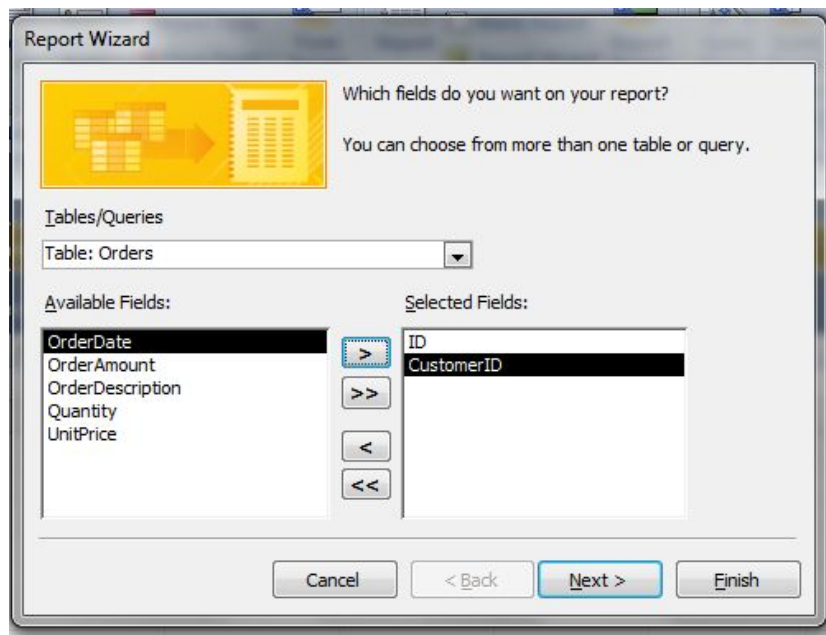 Report Wizard
Which fields do you want on your report?
You can choose from more than one table or query.
Tables/Queries
Table: Orders
Available Fields:
Selected Fields:
OrderDate
OrderAmount
OrderDescription
Quantity
UnitPrice
>
>>
<
<<
ID
CustomerID
Cancel
< Back
Next >
Finish